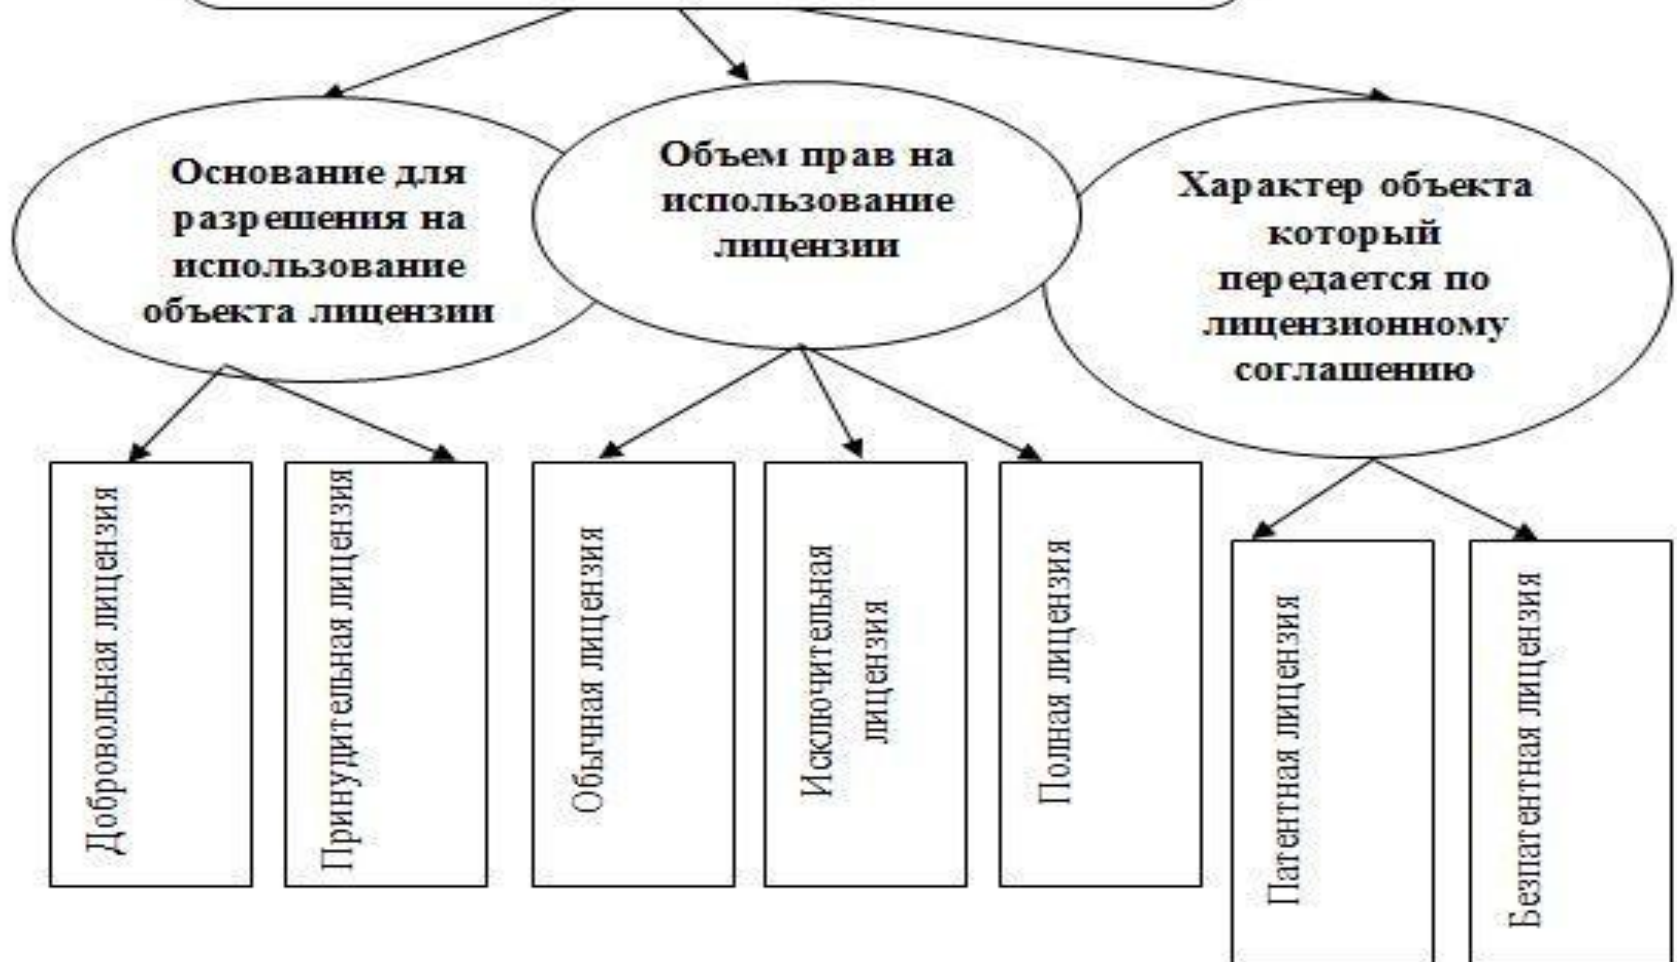 Основание для
разрешения на
использование
объекта лицензии
Объем прав на
использование
лицензии
Характер объекта
который
передается по
лицензионному
соглашению
Добровольная лицензия
Принудительная лицензия
Обычная лицензия
Исключительная
лицензия
Полная лицензия
Патентная лицензия
Безпатентная лицензия